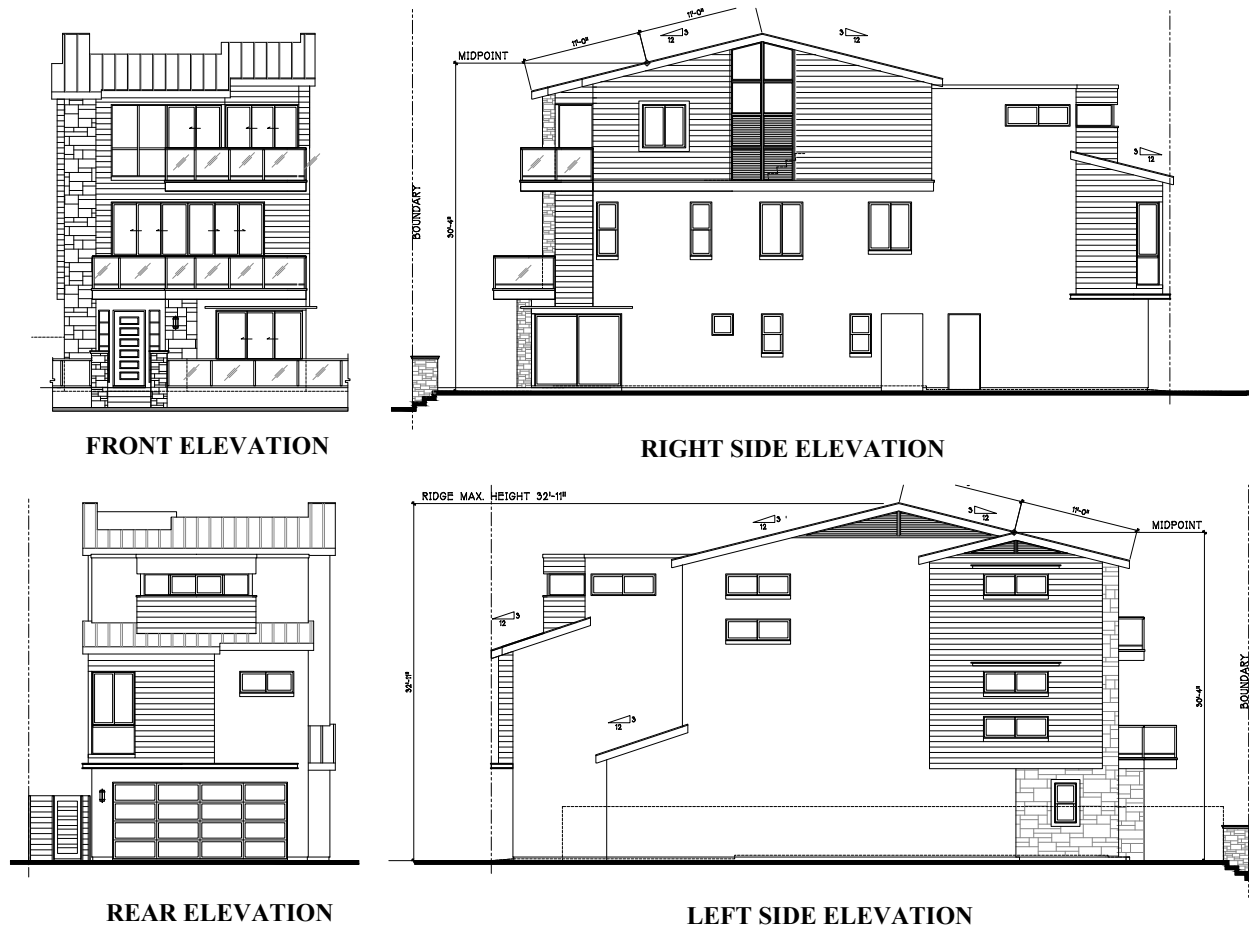 11'-0"
11'-0"
3
12
3
12
MIDPOINT
BOUNDARY
30'-4"
3
12
FRONT ELEVATION
RIGHT SIDE ELEVATION
RIDGE MAX. HEIGHT 32'-11"
3
12
3
12
11'-0"
MIDPOINT
3
12
32'-11"
3
12
30'-4"
BOUNDARY
REAR ELEVATION
LEFT SIDE ELEVATION